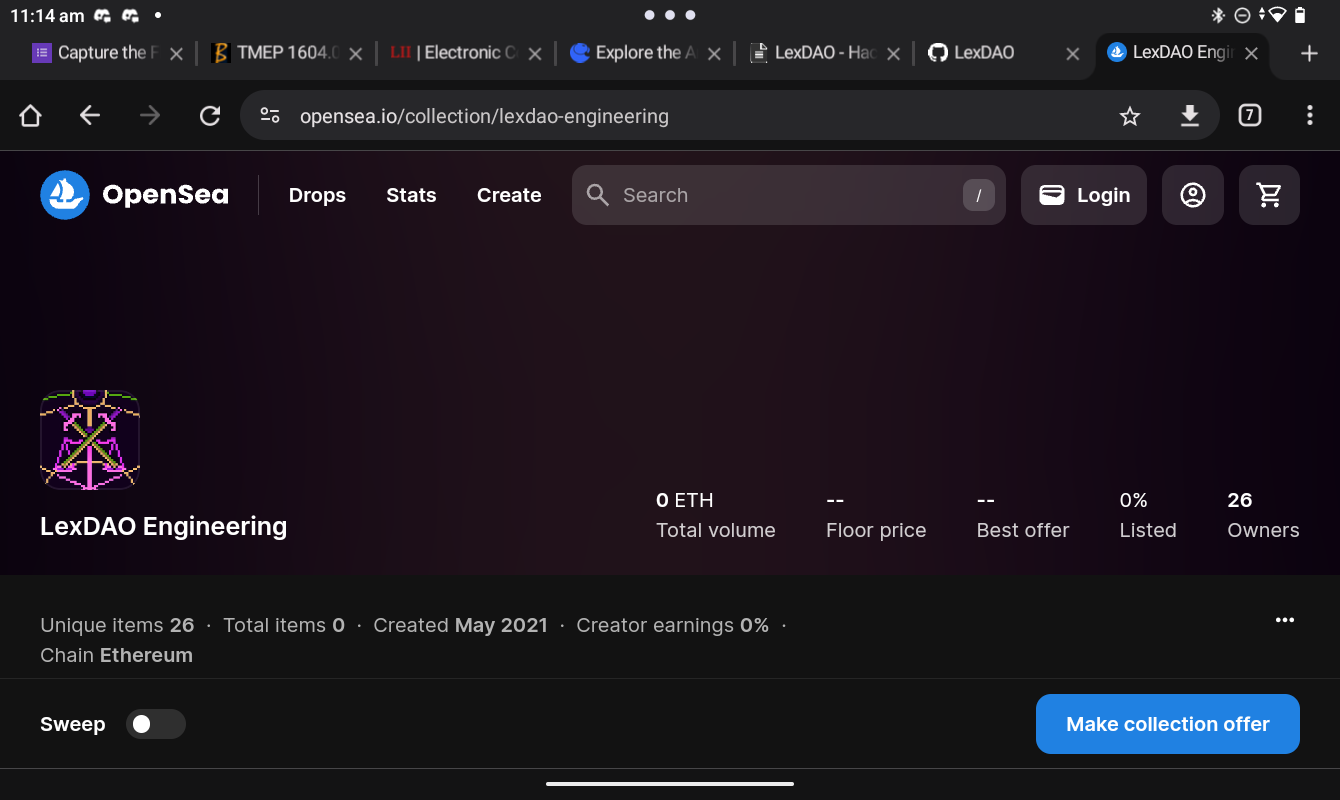 11:14 am
Capture the F
TMEP 1604.0
LII | Electronic C
Explore the A
LexDAO - Hac
LexDAO
LexDAO Engi
opensea.io/collection/lexdao-engineering
7
OpenSea
Drops
Stats
Create
Search
/
Login
LexDAO Engineering
0 ETH
Total volume
--
Floor price
--
Best offer
0%
Listed
26
Owners
Unique items 26 · Total items 0 · Created May 2021 · Creator earnings 0% ·
Chain Ethereum
Sweep
Make collection offer